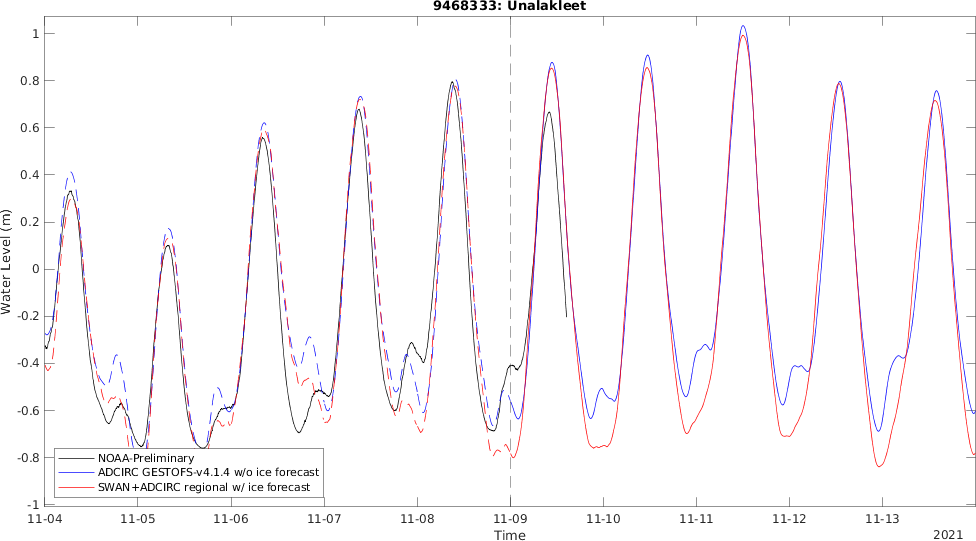 9468333: Unalakleet
1
0.8
0.6
0.4
0.2
0
-0.2
-0.4
-0.6
-0.8
-1
Water Level (m)
NOAA-Preliminary
ADCIRC GESTOFS-v4.1.4 w/o ice forecast
SWAN+ADCIRC regional w/ ice forecast
11-04 11-05 11-06 11-07 11-08 11-09 11-10 11-11 11-12 11-13
Time
2021